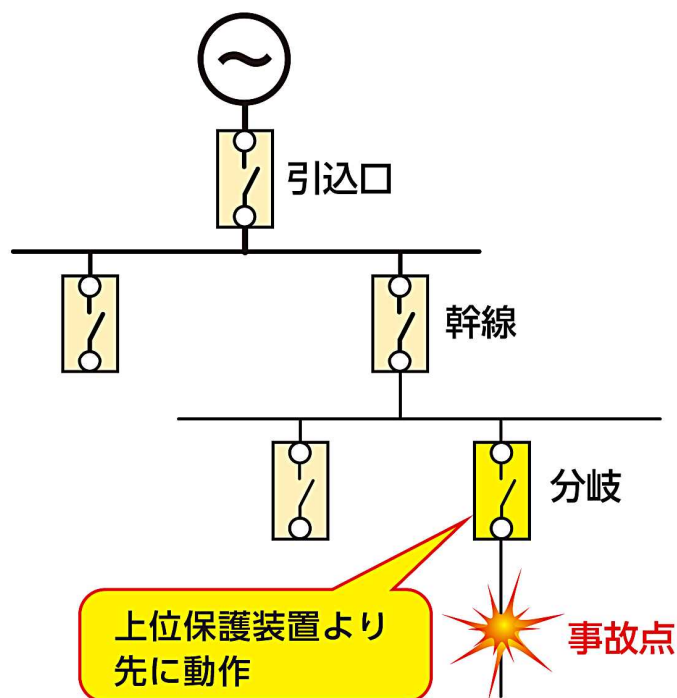 引込口
幹線
分岐
上位保護装置より
先に動作
事故点